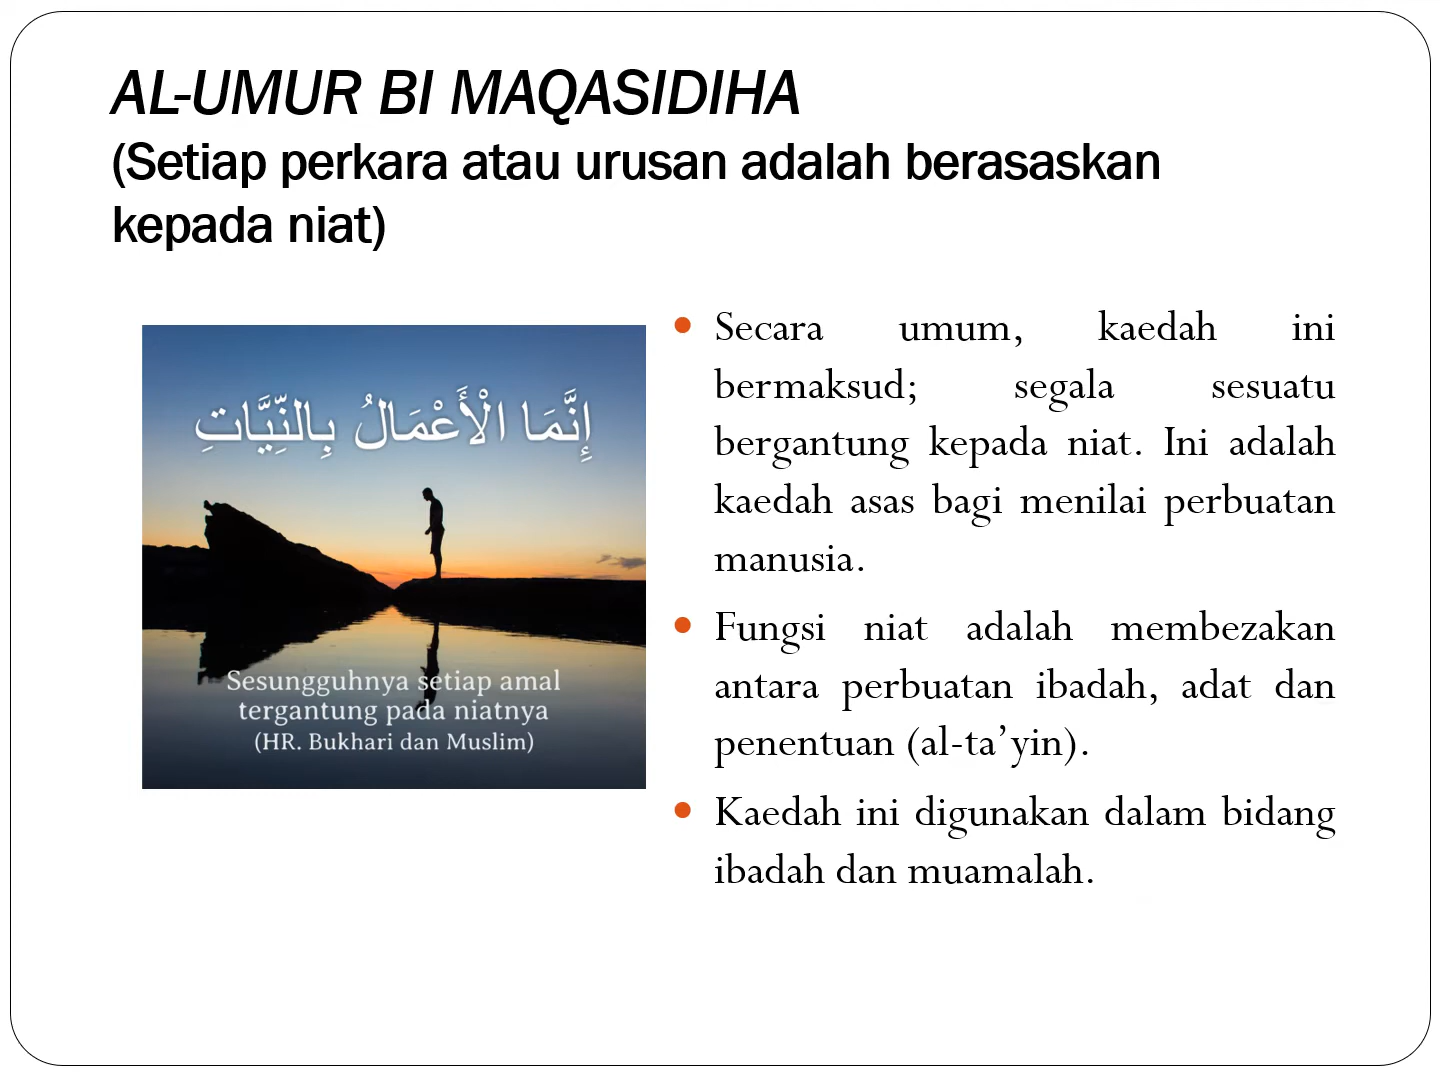 AL-UMUR BI MAQASIDIHA
(Setiap perkara atau urusan adalah berasaskan
kepada niat)
إِنَّمَا الْأَعْمَالُ بِالنِّيَّاتِ
Sesungguhnya setiap amal
tergantung pada niatnya
(HR. Bukhari dan Muslim)
• Secara umum, kaedah ini
bermaksud; segala sesuatu
bergantung kepada niat. Ini adalah
kaedah asas bagi menilai perbuatan
manusia.
• Fungsi niat adalah membezakan
antara perbuatan ibadah, adat dan
penentuan (al-ta’yin).
• Kaedah ini digunakan dalam bidang
ibadah dan muamalah.